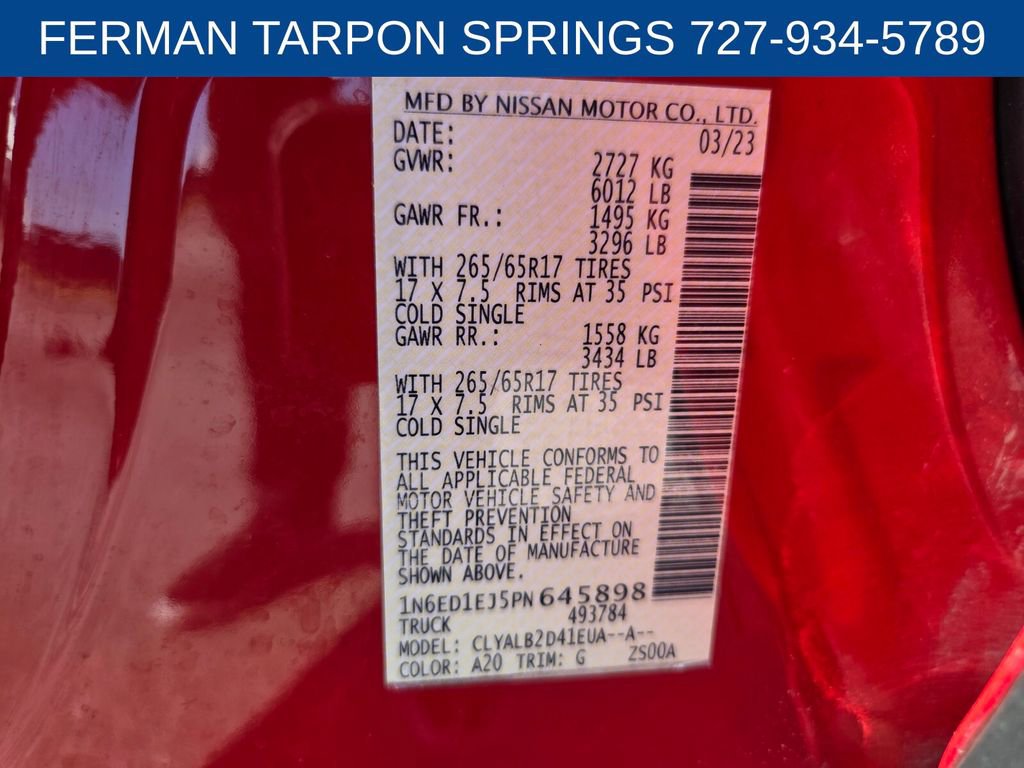 FERMAN TARPON SPRINGS 727-934-5789
MFD BY NISSAN MOTOR CO., LTD.
DATE: 03/23
GVWR: 2727 KG
6012 LB
GAWR FR.: 1495 KG
3296 LB
WITH 265/65R17 TIRES
17 X 7.5 RIMS AT 35 PSI
COLD SINGLE
GAWR RR.: 1558 KG
3434 LB
WITH 265/65R17 TIRES
17 X 7.5 RIMS AT 35 PSI
COLD SINGLE
THIS VEHICLE CONFORMS TO
ALL APPLICABLE FEDERAL
MOTOR VEHICLE SAFETY AND
THEFT PREVENTION
STANDARDS IN EFFECT ON
THE DATE OF MANUFACTURE
SHOWN ABOVE.
1N6ED1EJ5PN645898
TRUCK 493784
MODEL: CLYALB2D41EUA--A--
COLOR: A20 TRIM: G ZS00A